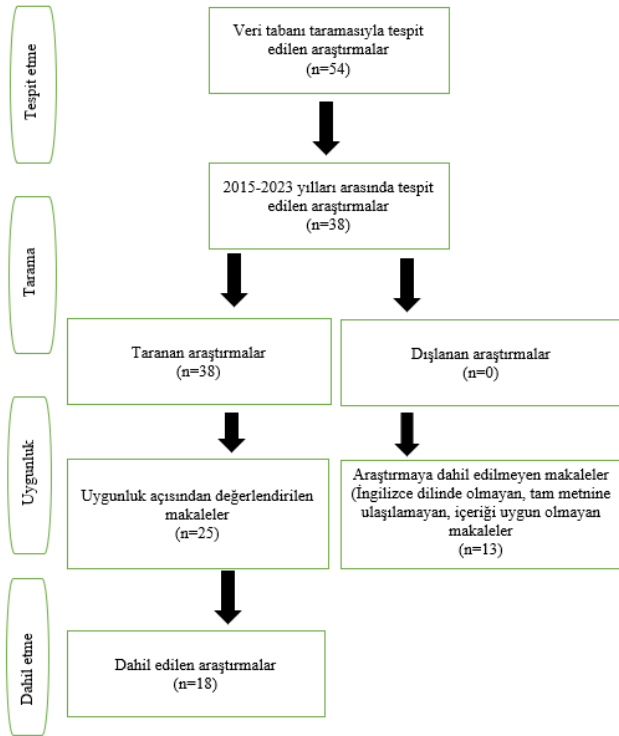 Tespit etme
Veri tabanı taramasıyla tespit
edilen araştırmalar
(n=54)
Tarama
2015-2023 yılları arasında tespit
edilen araştırmalar
(n=38)
Taranan araştırmalar
(n=38)
Dışlanan araştırmalar
(n=0)
Uygunluk
Uygunluk açısından değerlendirilen
makaleler
(n=25)
Araştırmaya dahil edilmeyen makaleler
(İngilizce dilinde olmayan, tam metnine
ulaşılamayan, içeriği uygun olmayan
makaleler
(n=13)
Dahil etme
Dahil edilen araştırmalar
(n=18)